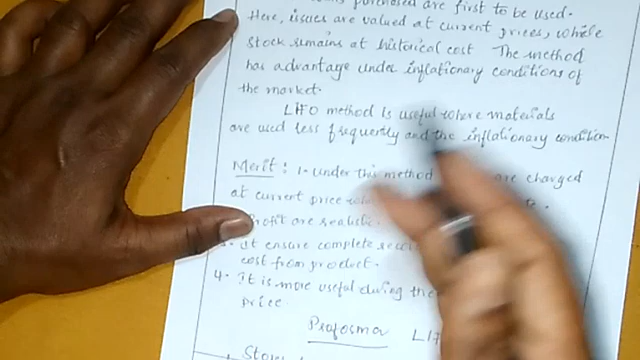 purchased are first to be used.
Here, issues are valued at current prices, while
stock remains at historical cost The method
has advantage under inflationary conditions of
the market.
LIFO method is useful where materials
are used less frequently and the inflationary condition
Merit : 1- under this method are charged
at current price
Profit are realistic.
It ensure complete
cost from product.
4. It is more useful during the
price
Proforma LIF